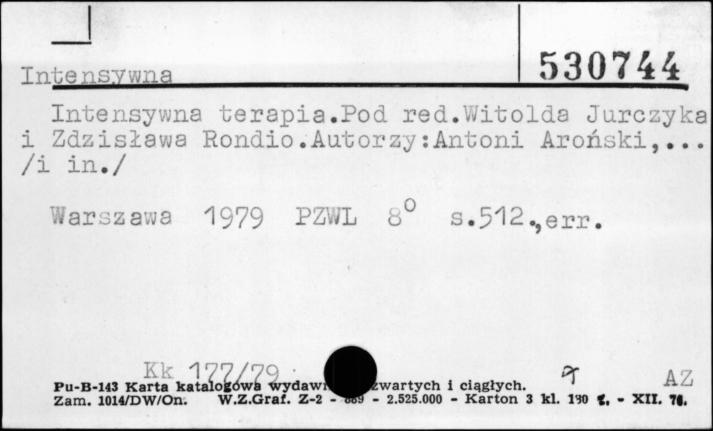 530744
Intensywna
Intensywna terapia.Pod red.Witolda Jurczyka
i Zdzisława Rondio.Autorzy:Antoni Aroński,...
/i in./
Warszawa 1979 PZWL 8° s.512.,err.
Kk 177/79
AZ
Pu-B-143 Karta katalogowa wydawn zwartych i ciągłych.
Zam. 1014/DW/On. W.Z.Graf. Z-2 - 889 - 2.525.000 - Karton 3 kl. - XII.